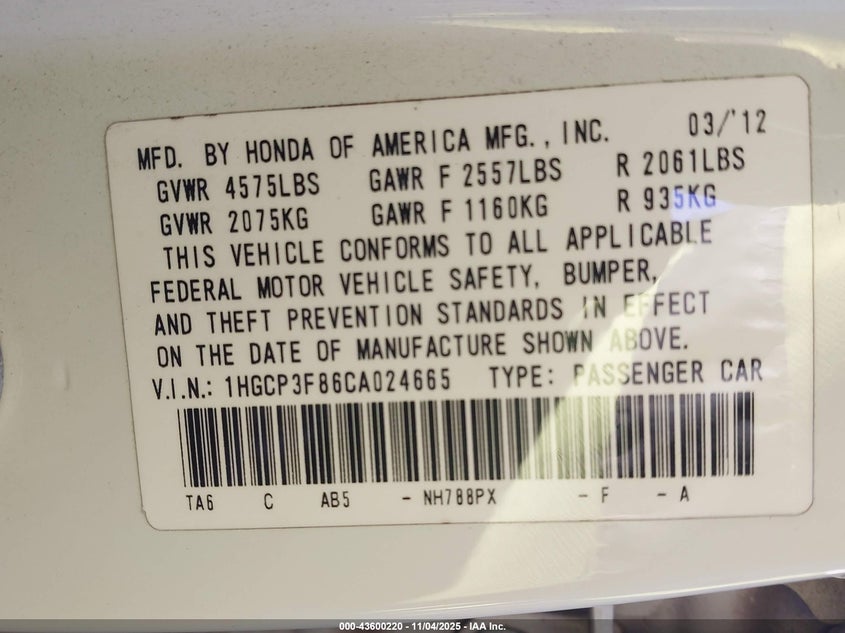 MFD. BY HONDA OF AMERICA MFG., INC. 03/'12
GVWR 4575LBS GAWR F 2557LBS R 2061LBS
GVWR 2075KG GAWR F 1160KG R 935KG
THIS VEHICLE CONFORMS TO ALL APPLICABLE
FEDERAL MOTOR VEHICLE SAFETY, BUMPER,
AND THEFT PREVENTION STANDARDS IN EFFECT
ON THE DATE OF MANUFACTURE SHOWN ABOVE.
V.I.N.: 1HGCP3F86CA024665 TYPE: PASSENGER CAR
TA6 C AB5 - NH788PX - F - A
000-43600220 - 11/04/2025 - IAA Inc.